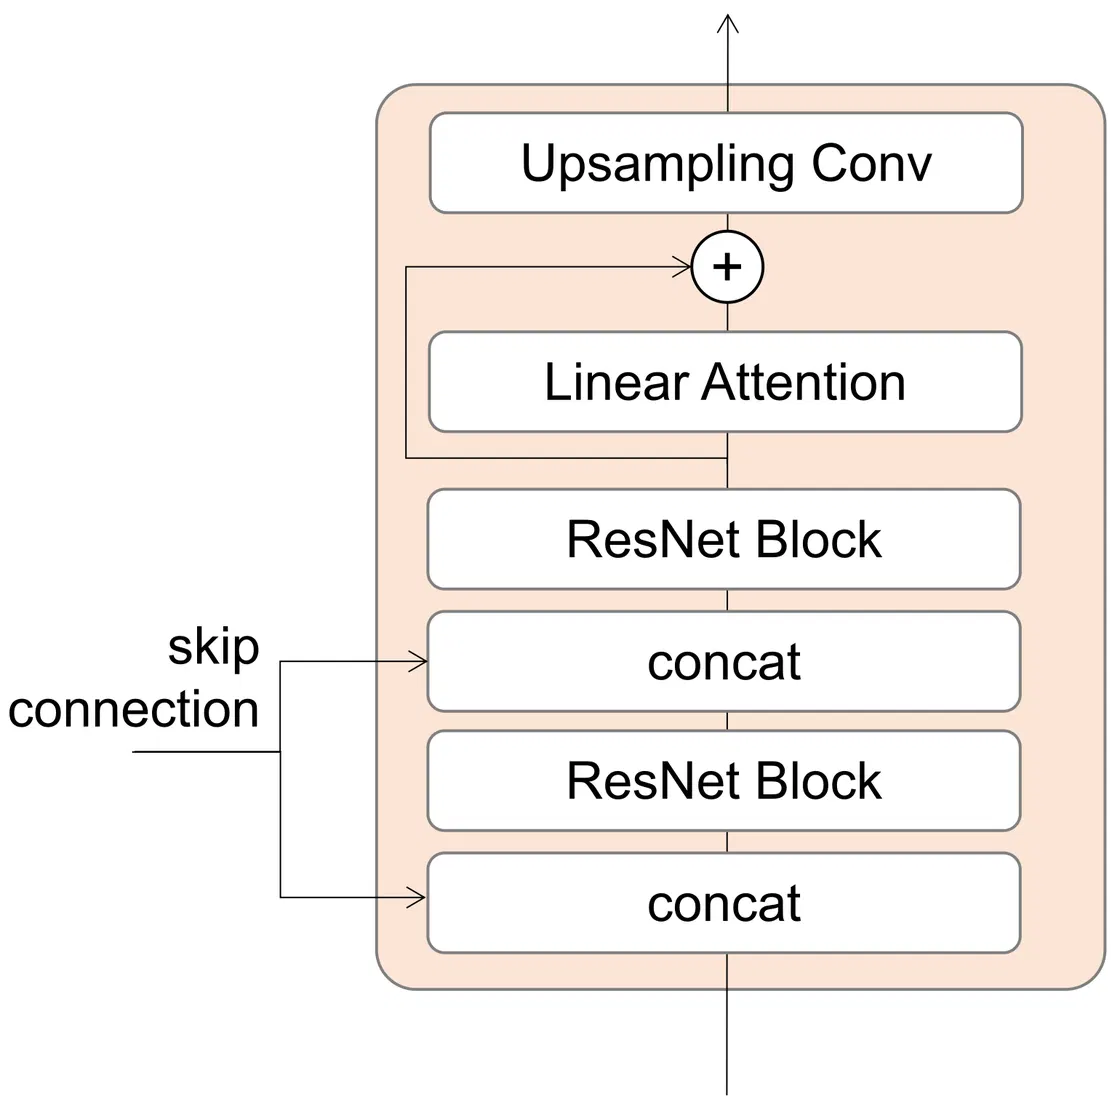 Upsampling Conv
+
Linear Attention
ResNet Block
skip
connection
concat
ResNet Block
concat